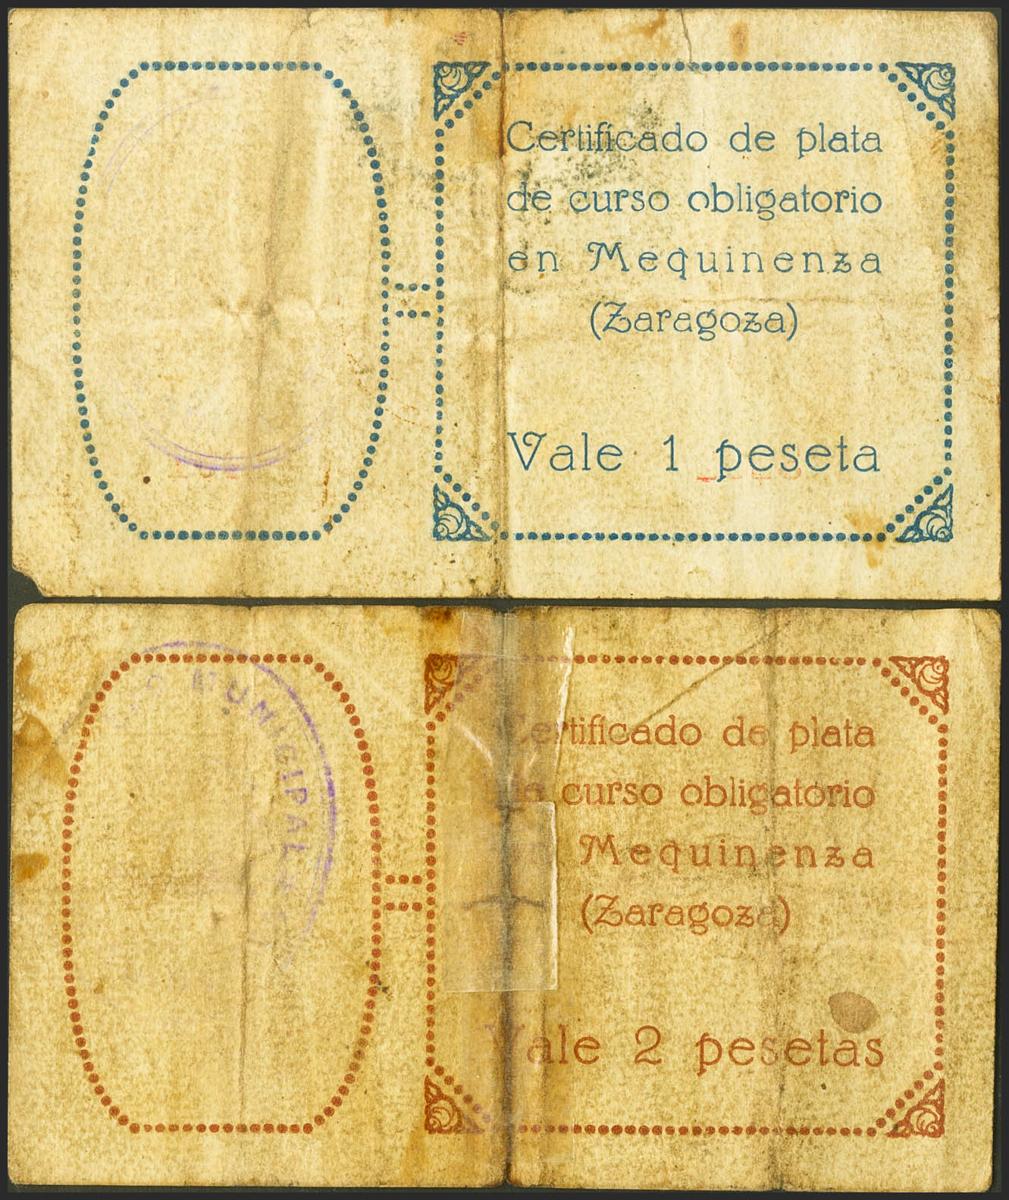 Certificado de plata
de curso obligatorio
en Mequinenza
(Zaragoza)
Vale 1 peseta
MUNICIPAL
Certificado de plata
curso obligatorio
Mequinenza
(Zaragoza)
Vale 2 pesetas